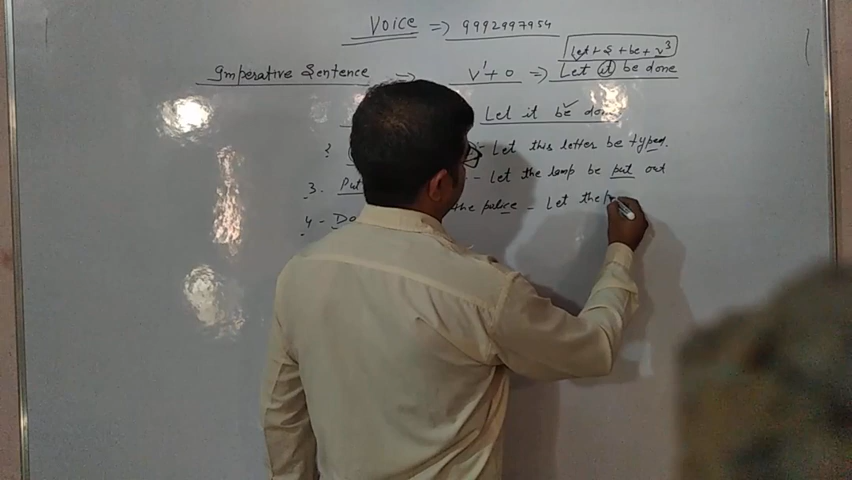 Voice => 9992997954
Let + S + be + V³
Imperative Sentence => V¹ + O => Let it be done
Let it be don
2 - Let this letter be typed.
3. Put - Let the lamp be put out
4 - Do the police - Let the